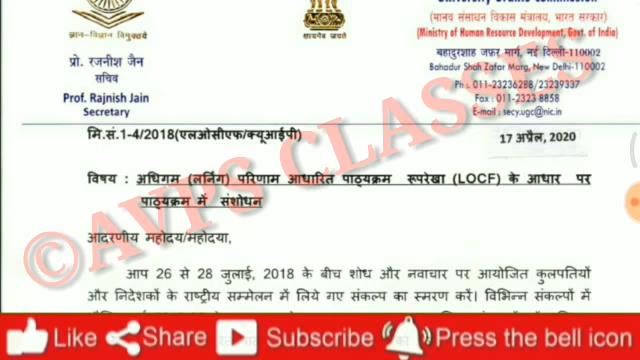 University Grants Commission
(मानव संसाधन विकास मंत्रालय, भारत सरकार)
(Ministry of Human Resource Development, Govt. of India)
ज्ञान-विज्ञान विमुक्तये
सत्यमेव जयते
बहादुरशाह ज़फ़र मार्ग, नई दिल्ली-110002
Bahadur Shah Zafar Marg, New Delhi-110002
प्रो. रजनीश जैन
सचिव
Prof. Rajnish Jain
Secretary
Ph : 011-23236288/23239337
Fax : 011-2323 8858
E-mail : secy.ugc@nic.in
मि.सं.1-4/2018(एलओसीएफ/क्यूआईपी)
17 अप्रैल, 2020
विषय : अधिगम (लर्निंग) परिणाम आधारित पाठ्यक्रम रूपरेखा (LOCF) के आधार पर
पाठ्यक्रम में संशोधन
आदरणीय महोदय/महोदया,
आप 26 से 28 जुलाई, 2018 के बीच शोध और नवाचार पर आयोजित कुलपतियों
और निदेशकों के राष्ट्रीय सम्मेलन में लिये गए संकल्प का स्मरण करें। विभिन्न संकल्पों में
©AVPS CLASSES
Like Share Subscribe Press the bell icon